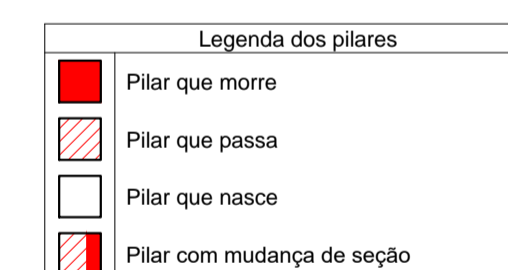 Legenda dos pilares
Pilar que morre
Pilar que passa
Pilar que nasce
Pilar com mudança de seção